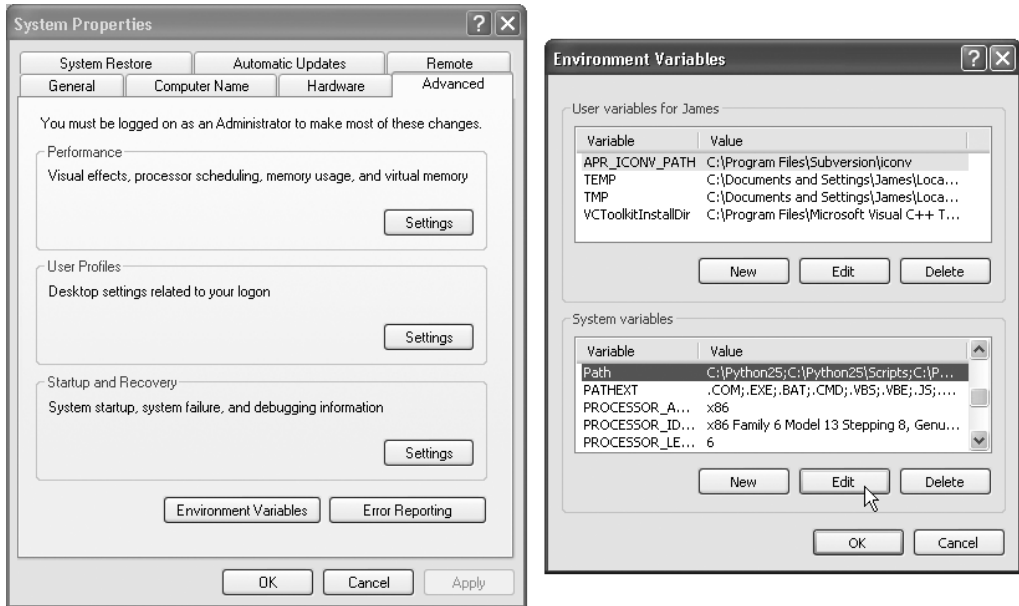 System Properties
System Restore Automatic Updates Remote
General Computer Name Hardware Advanced
You must be logged on as an Administrator to make most of these changes.
Performance
Visual effects, processor scheduling, memory usage, and virtual memory
Settings
User Profiles
Desktop settings related to your logon
Settings
Startup and Recovery
System startup, system failure, and debugging information
Settings
Environment Variables Error Reporting
OK Cancel Apply
Environment Variables
User variables for James
Variable Value
APR_ICONV_PATH C:\Program Files\Subversion\iconv
TEMP C:\Documents and Settings\James\Loca...
TMP C:\Documents and Settings\James\Loca...
VCToolkitInstallDir C:\Program Files\Microsoft Visual C++ T...
New Edit Delete
System variables
Variable Value
Path C:\Python25;C:\Python25\Scripts;C:\P...
PATHEXT .COM;.EXE;.BAT;.CMD;.VBS;.VBE;.JS;....
PROCESSOR_A... x86
PROCESSOR_ID... x86 Family 6 Model 13 Stepping 8, Genu...
PROCESSOR_LE... 6
New Edit Delete
OK Cancel